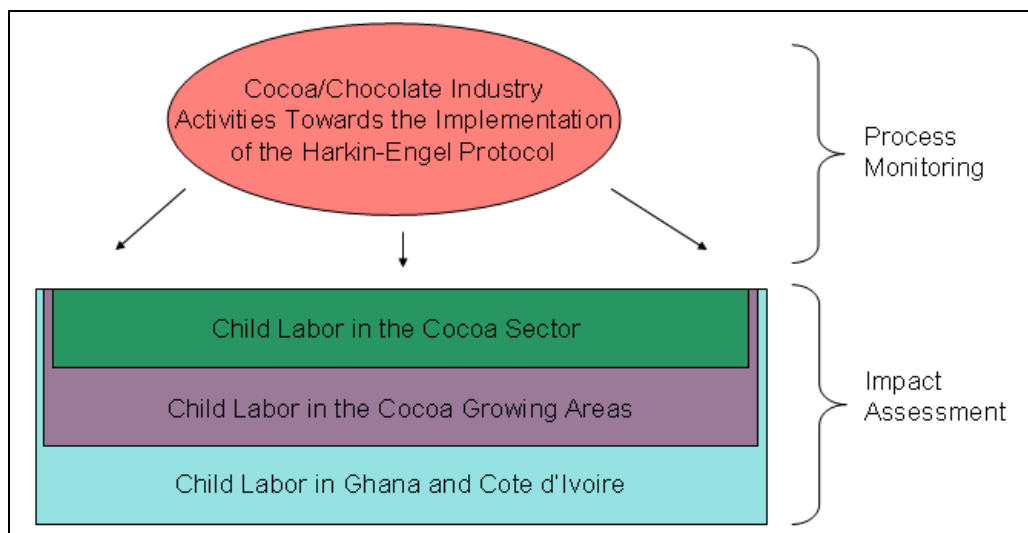 Cocoa/Chocolate Industry
Activities Towards the Implementation
of the Harkin-Engel Protocol
Process
Monitoring
Child Labor in the Cocoa Sector
Child Labor in the Cocoa Growing Areas
Impact
Assessment
Child Labor in Ghana and Cote d'Ivoire